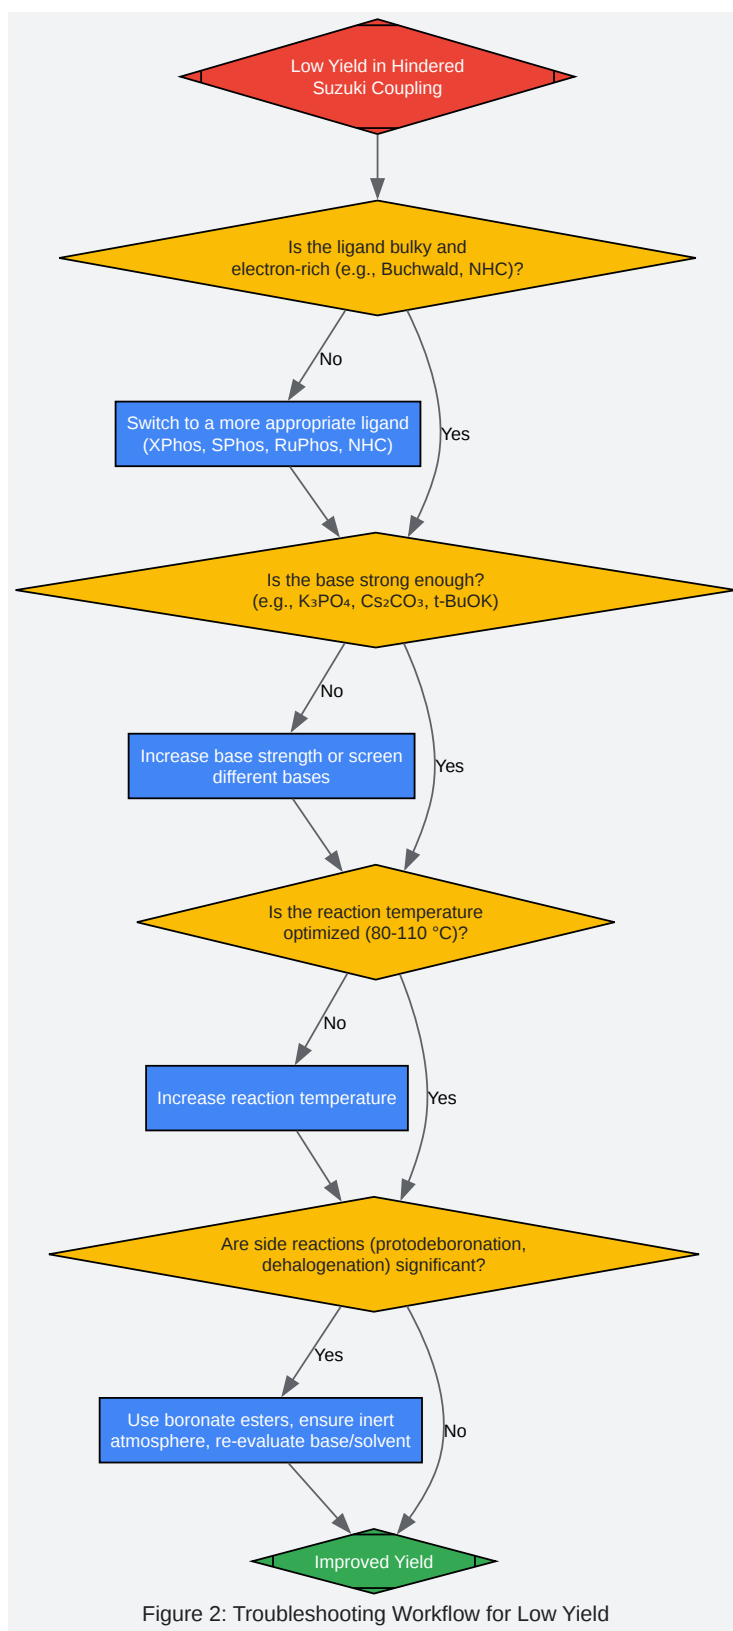 Low Yield in Hindered
Suzuki Coupling
Is the ligand bulky and
electron-rich (e.g., Buchwald, NHC)?
No
Switch to a more appropriate ligand
(XPhos, SPhos, RuPhos, NHC)
Yes
Is the base strong enough?
(e.g., K₃PO₄, Cs₂CO₃, t-BuOK)
No
Increase base strength or screen
different bases
Yes
Is the reaction temperature
optimized (80-110 °C)?
No
Increase reaction temperature
Yes
Are side reactions (protodeboronation,
dehalogenation) significant?
Yes
Use boronate esters, ensure inert
atmosphere, re-evaluate base/solvent
No
Improved Yield
Figure 2: Troubleshooting Workflow for Low Yield